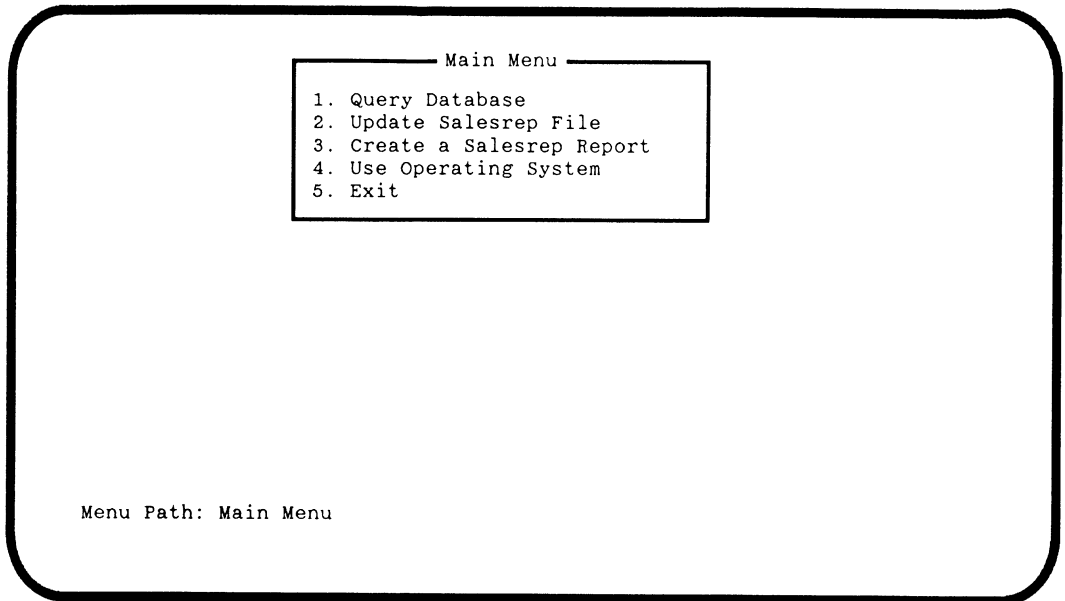 Main Menu
1. Query Database
2. Update Salesrep File
3. Create a Salesrep Report
4. Use Operating System
5. Exit
Menu Path: Main Menu